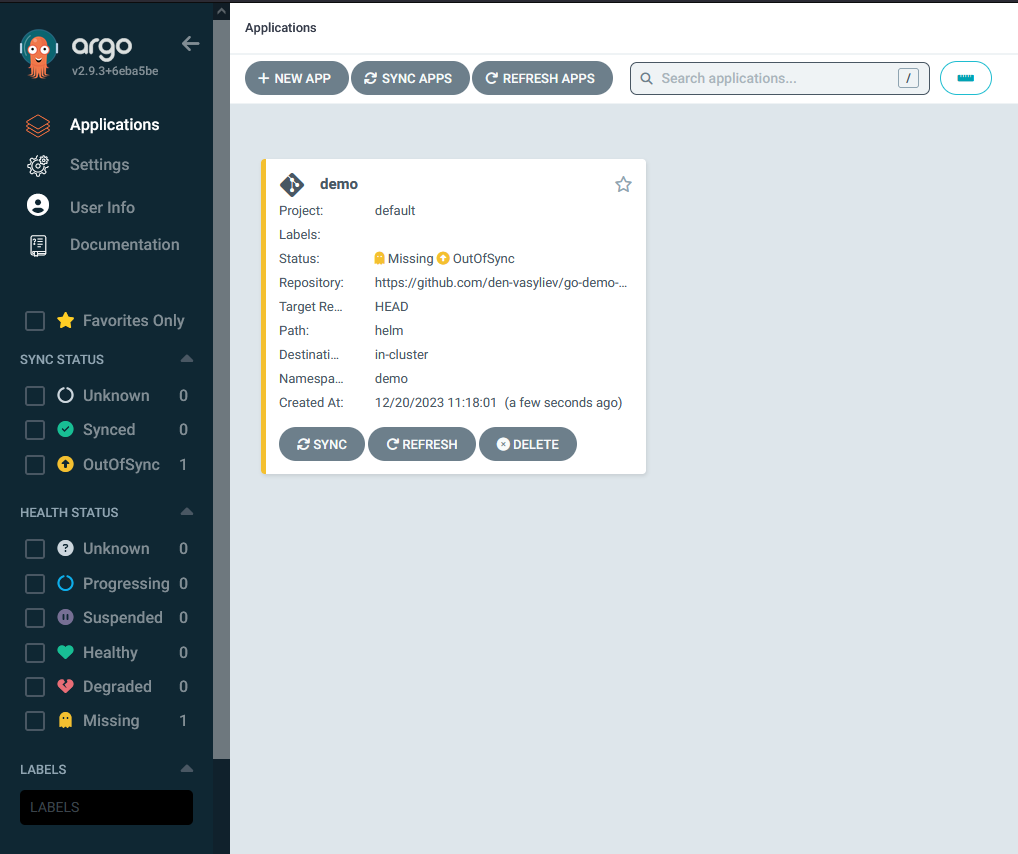 argo
v2.9.3+6eba5be
Applications
Settings
User Info
Documentation
Favorites Only
SYNC STATUS
Unknown 0
Synced 0
OutOfSync 1
HEALTH STATUS
? Unknown 0
Progressing 0
Suspended 0
Healthy 0
Degraded 0
Missing 1
LABELS
LABELS
Applications
+ NEW APP SYNC APPS REFRESH APPS Search applications... /
demo
Project: default
Labels:
Status: Missing OutOfSync
Repository: https://github.com/den-vasyliev/go-demo-...
Target Re... HEAD
Path: helm
Destinati... in-cluster
Namespa... demo
Created At: 12/20/2023 11:18:01 (a few seconds ago)
SYNC REFRESH DELETE